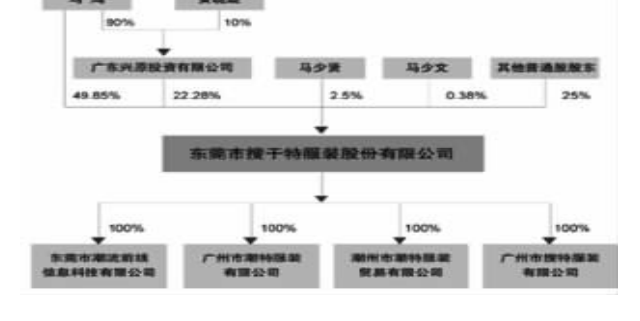 90%
10%
广东兴原投资有限公司
马少贤
马少文
其他普通股股东
49.85%
22.28%
2.5%
0.38%
25%
东莞市搜于特服装股份有限公司
100%
100%
100%
100%
东莞市潮流前线
信息科技有限公司
广州市潮特服装
有限公司
潮州市潮特服装
贸易有限公司
广州市搜特服装
有限公司